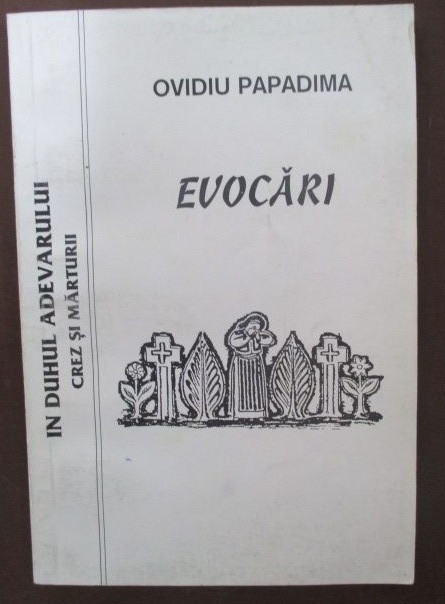 OVIDIU PAPADIMA
EVOCĂRI
IN DUHUL ADEVARULUI
CREZ ȘI MĂRTURII